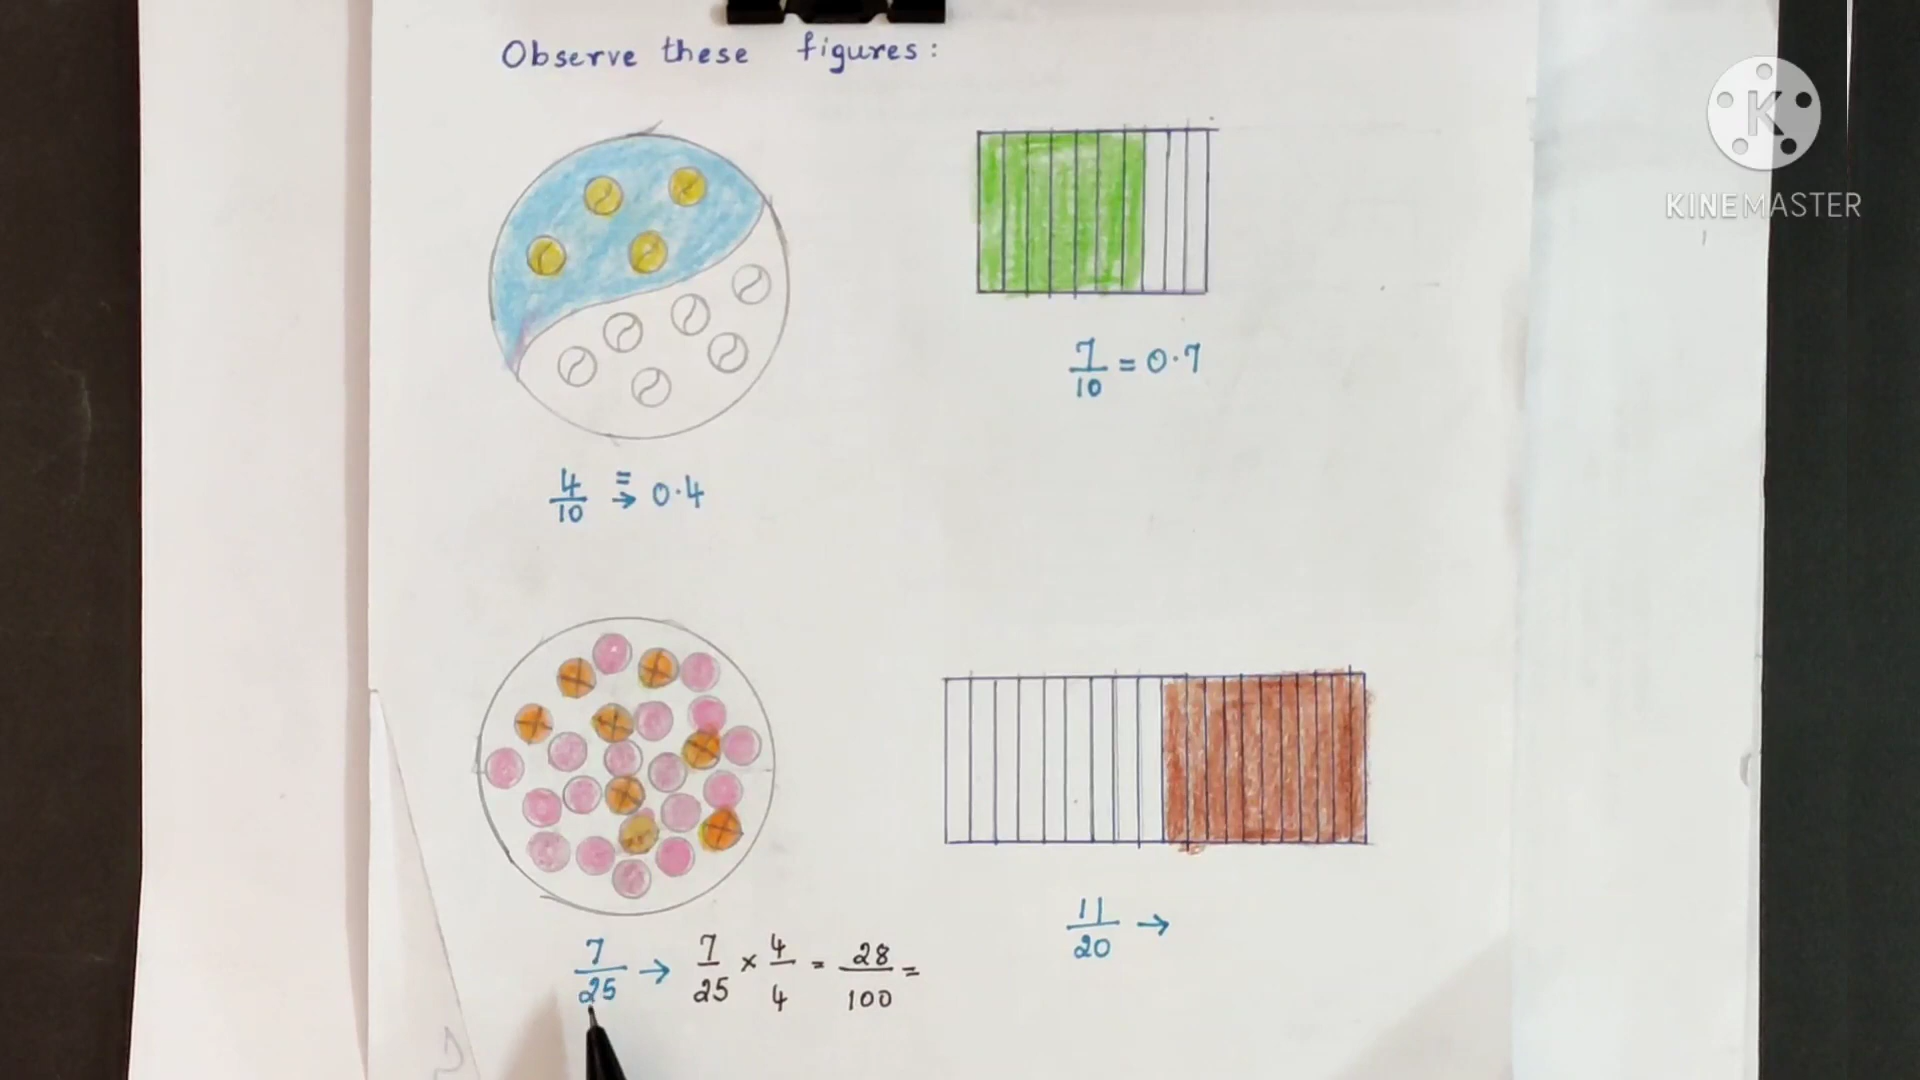 Observe these figures:
K
KINEMASTER
7/10 = 0.7
4/10 =→ 0.4
7/25 → 7/25 × 4/4 = 28/100 =
11/20 →